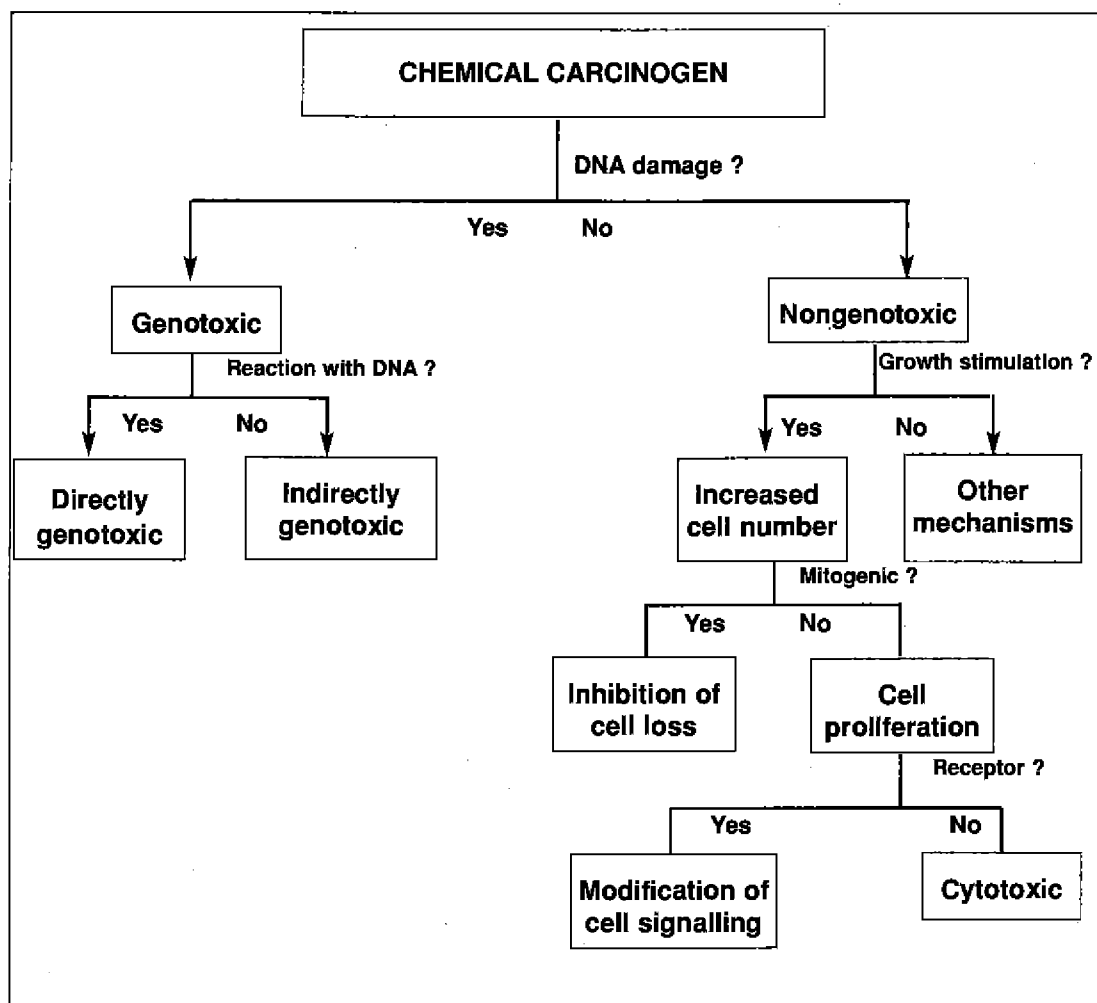 CHEMICAL CARCINOGEN
DNA damage ?
Yes No
Genotoxic
Nongenotoxic
Reaction with DNA ?
Growth stimulation ?
Yes No
Yes No
Directly
genotoxic
Indirectly
genotoxic
Increased
cell number
Other
mechanisms
Mitogenic ?
Yes No
Inhibition of
cell loss
Cell
proliferation
Receptor ?
Yes No
Modification of
cell signalling
Cytotoxic